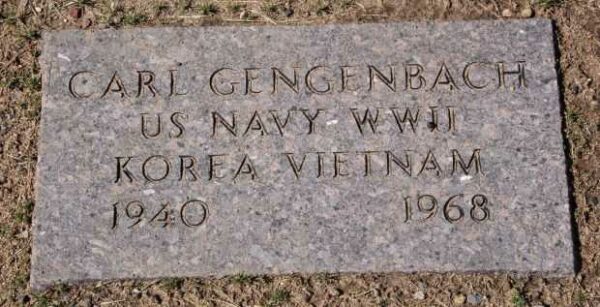 CARL GENGENBACH
US NAVY WWII
KOREA VIETNAM
1940 1968